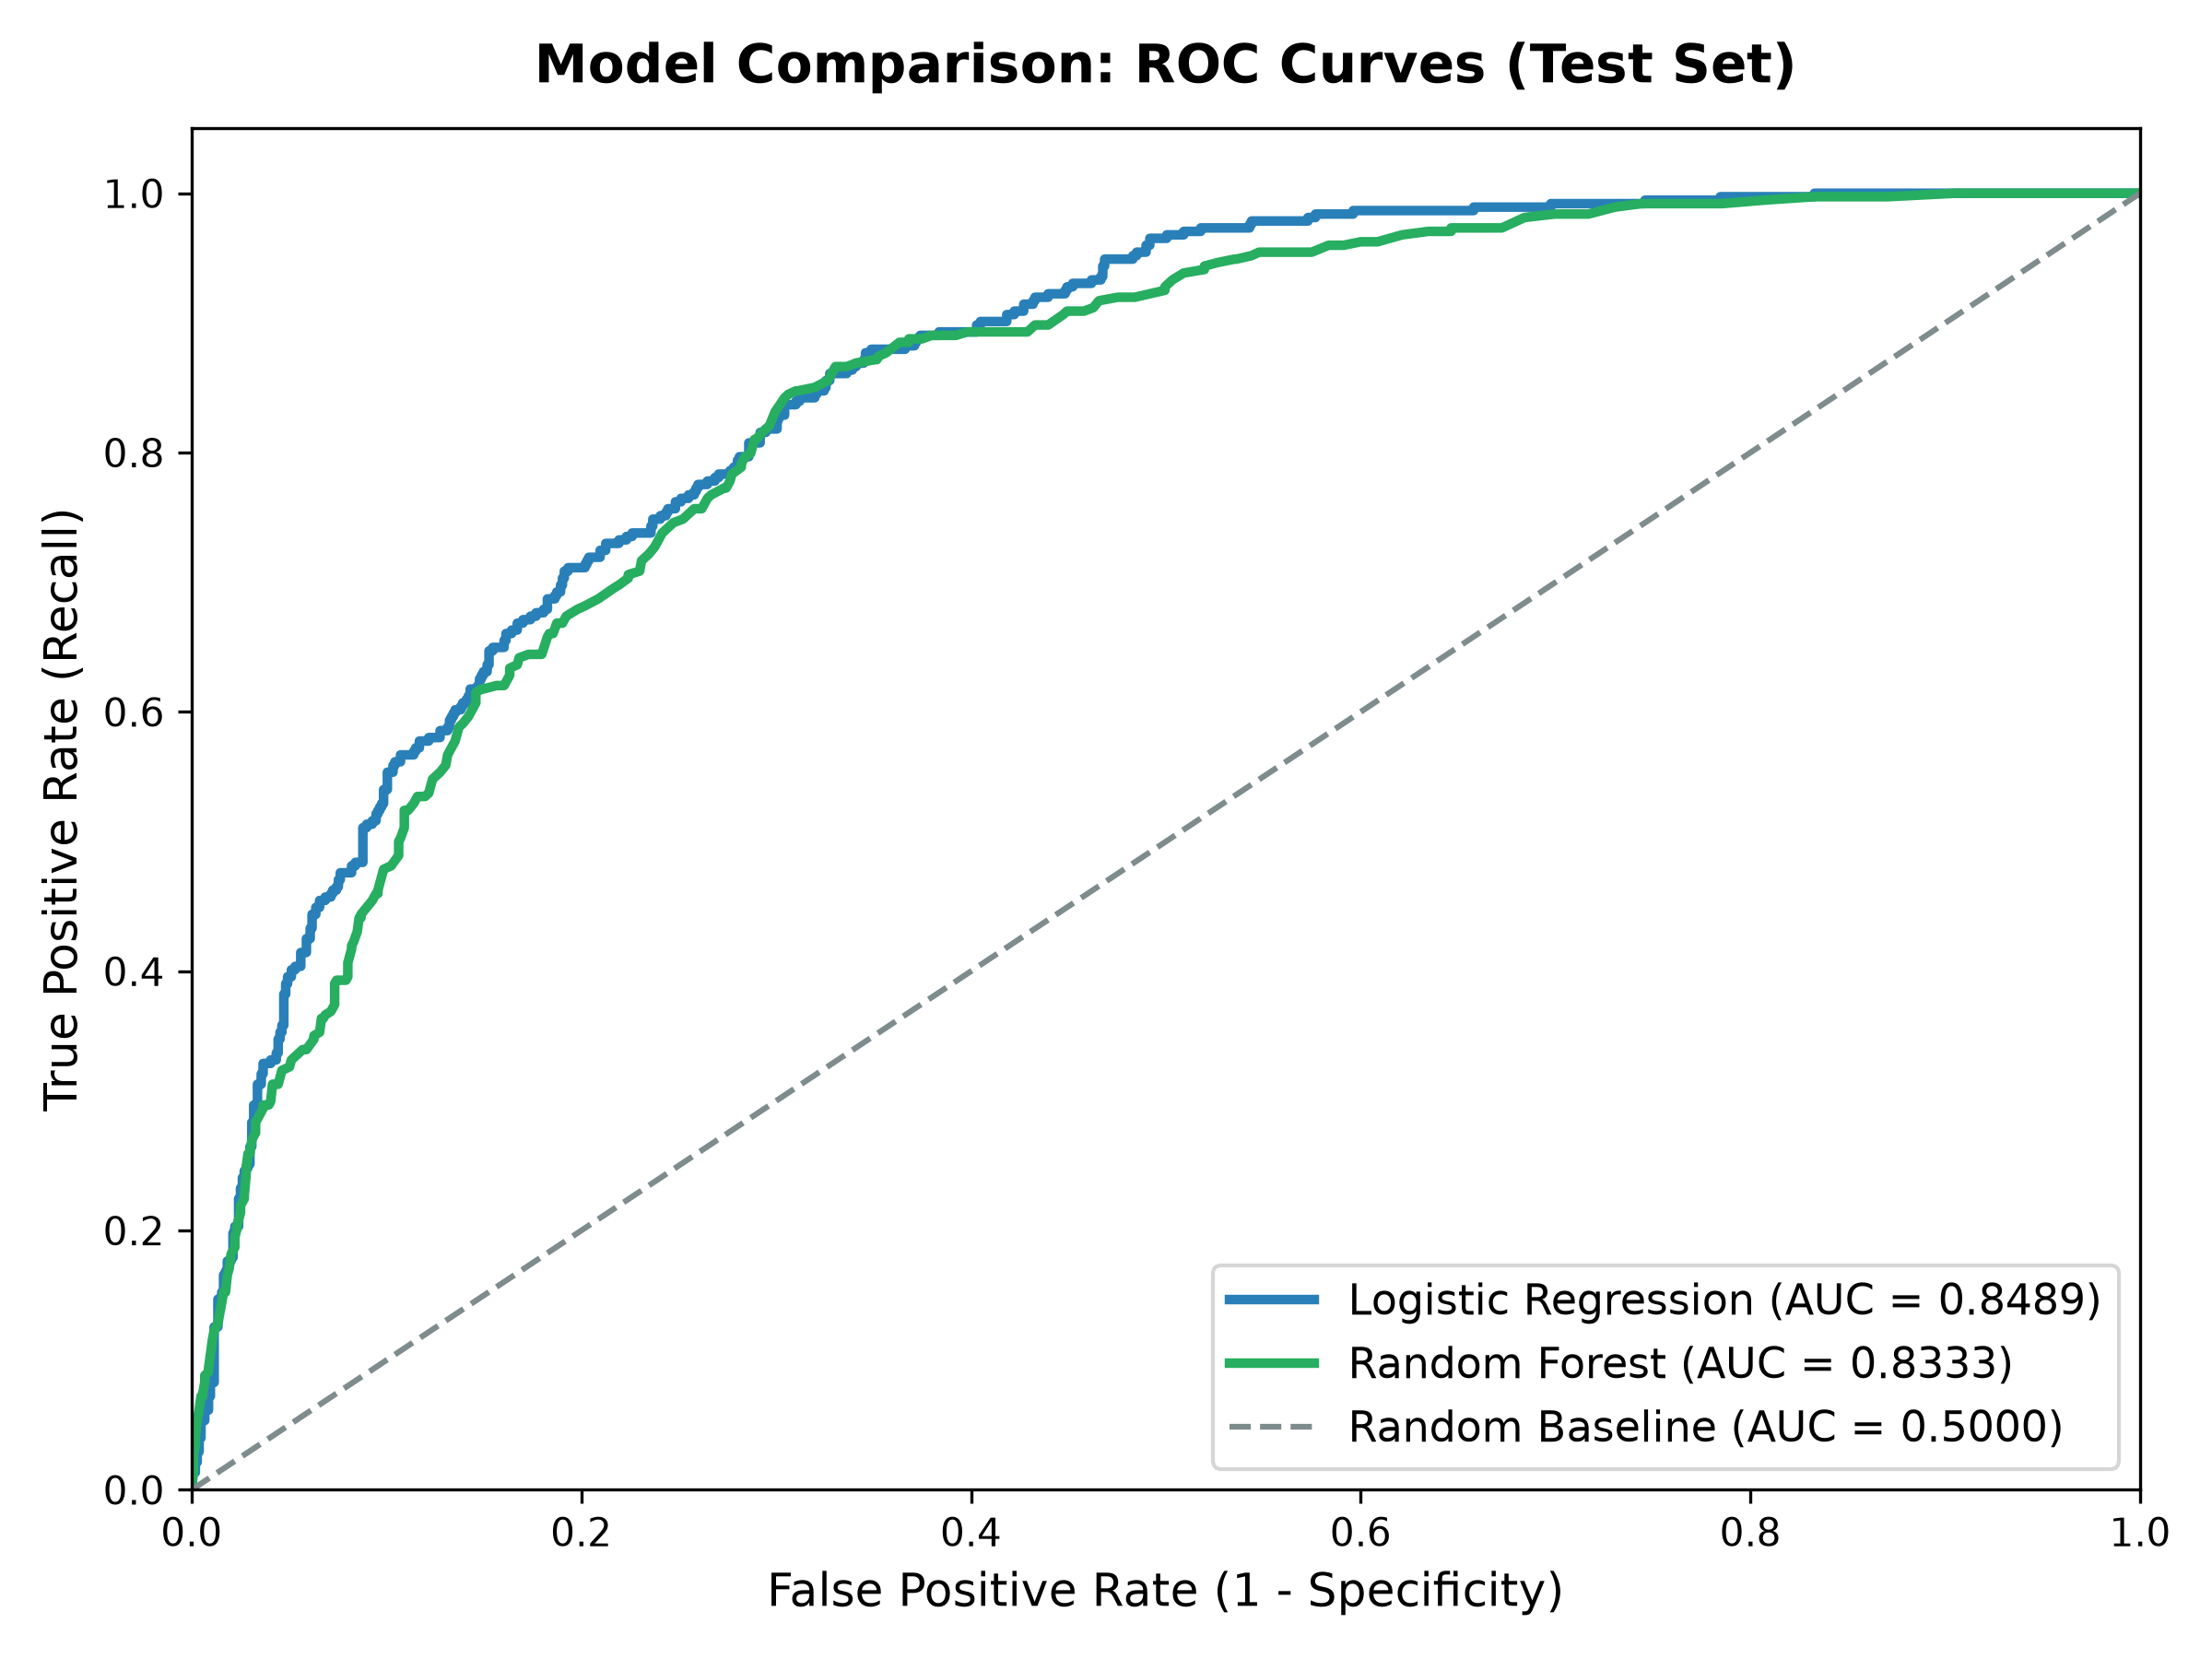 Model Comparison: ROC Curves (Test Set)
True Positive Rate (Recall)
1.0
0.8
0.6
0.4
0.2
0.0
0.0 0.2 0.4 0.6 0.8 1.0
False Positive Rate (1 - Specificity)
Logistic Regression (AUC = 0.8489)
Random Forest (AUC = 0.8333)
Random Baseline (AUC = 0.5000)